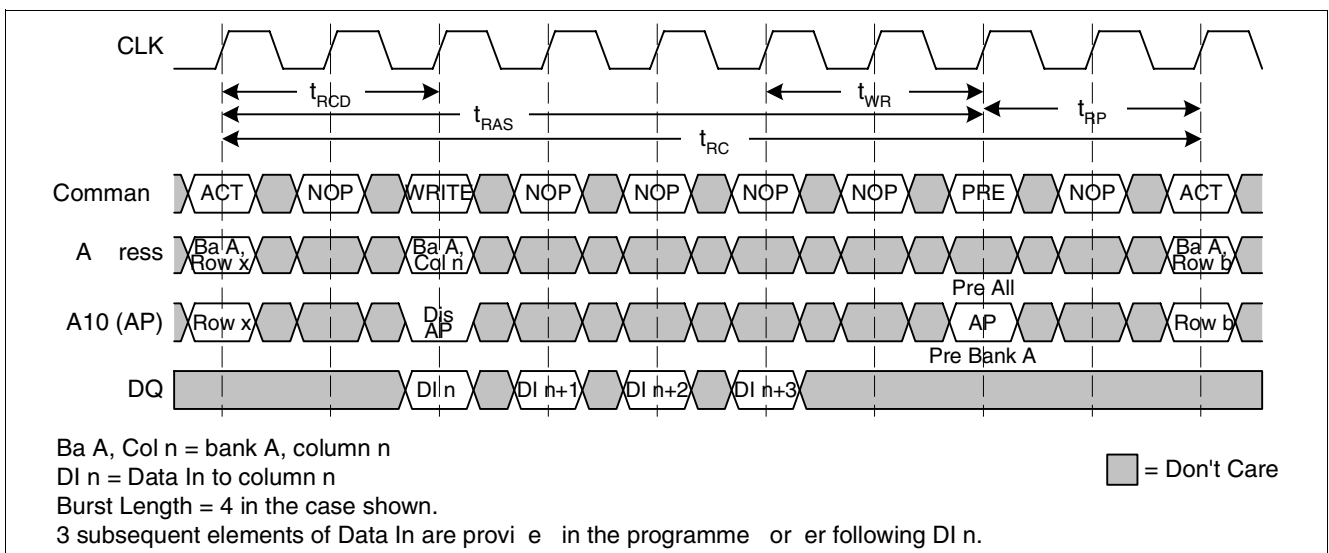 CLK
tRCD
tWR
tRAS
tRP
tRC
Comman ACT NOP WRITE NOP NOP NOP NOP PRE NOP ACT
A ress Ba A, Row x Ba A, Col n Ba A, Row b
Pre All
A10 (AP) Row x Dis AP AP Row b
Pre Bank A
DQ DI n DI n+1 DI n+2 DI n+3
Ba A, Col n = bank A, column n
DI n = Data In to column n
Burst Length = 4 in the case shown.
3 subsequent elements of Data In are provi e in the programme or er following DI n.
= Don't Care